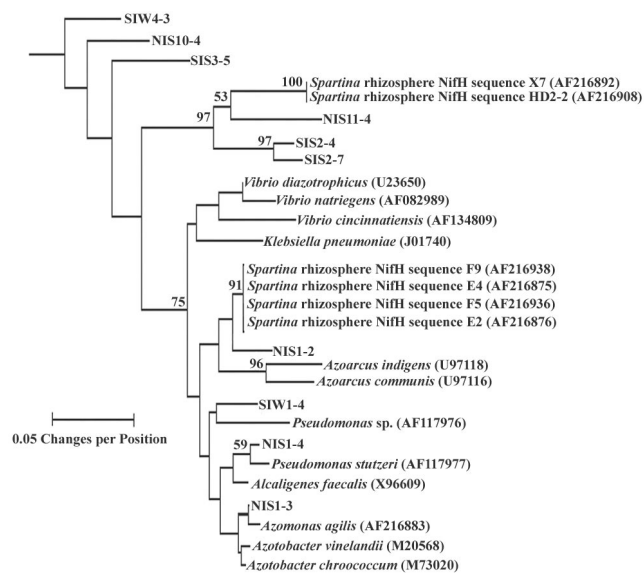 SIW4-3
NIS10-4
SIS3-5
100
Spartina rhizosphere NifH sequence X7 (AF216892)
53
Spartina rhizosphere NifH sequence HD2-2 (AF216908)
97
NIS11-4
97
SIS2-4
SIS2-7
Vibrio diazotrophicus (U23650)
Vibrio natriegens (AF082989)
Vibrio cincinnatiensis (AF134809)
Klebsiella pneumoniae (J01740)
75
91
Spartina rhizosphere NifH sequence F9 (AF216938)
Spartina rhizosphere NifH sequence E4 (AF216875)
Spartina rhizosphere NifH sequence F5 (AF216936)
Spartina rhizosphere NifH sequence E2 (AF216876)
NIS1-2
96
Azoarcus indigens (U97118)
Azoarcus communis (U97116)
SIW1-4
Pseudomonas sp. (AF117976)
0.05 Changes per Position
59
NIS1-4
Pseudomonas stutzeri (AF117977)
Alcaligenes faecalis (X96609)
NIS1-3
Azomonas agilis (AF216883)
Azotobacter vinelandii (M20568)
Azotobacter chroococcum (M73020)